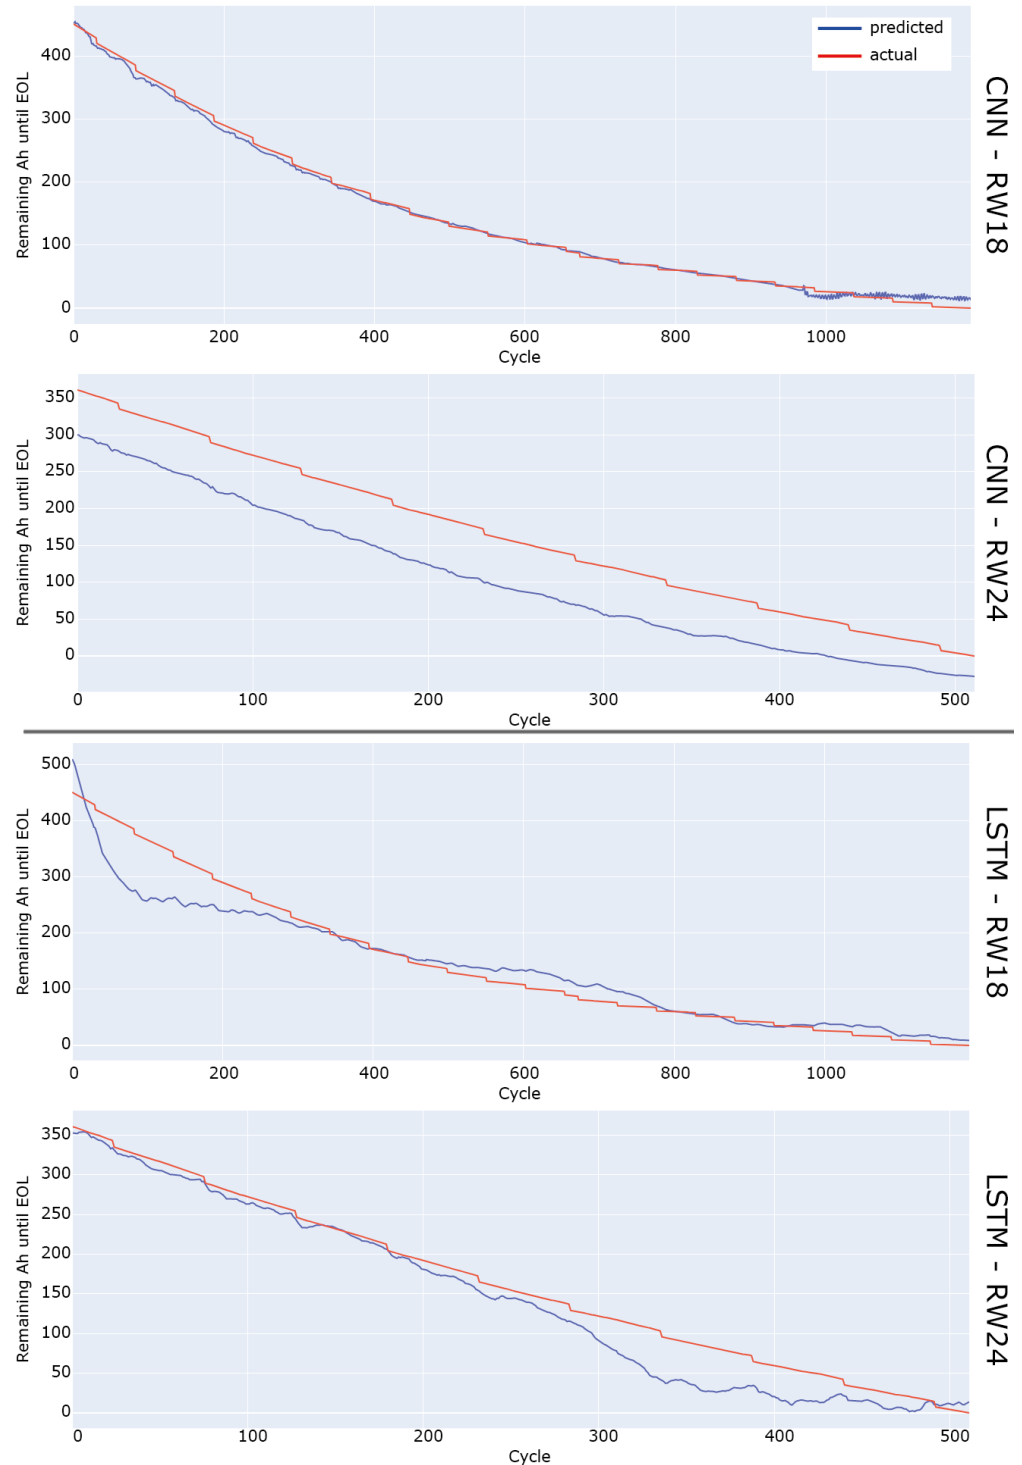 predicted
actual
Remaining Ah until EOL
400
300
200
100
0
0 200 400 600 800 1000
Cycle
CNN - RW18
Remaining Ah until EOL
350
300
250
200
150
100
50
0
0 100 200 300 400 500
Cycle
CNN - RW24
Remaining Ah until EOL
500
400
300
200
100
0
0 200 400 600 800 1000
Cycle
LSTM - RW18
Remaining Ah until EOL
350
300
250
200
150
100
50
0
0 100 200 300 400 500
Cycle
LSTM - RW24